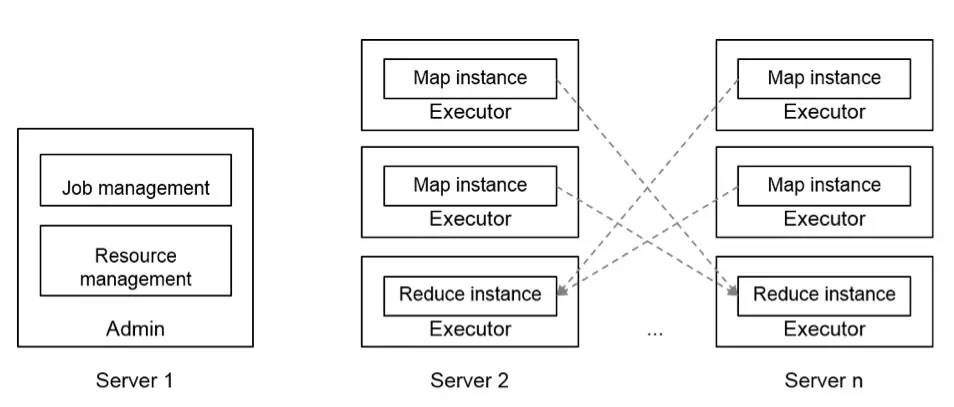 Job management
Resource
management
Admin
Server 1
Map instance
Executor
Map instance
Executor
Reduce instance
Executor
Server 2
...
Map instance
Executor
Map instance
Executor
Reduce instance
Executor
Server n